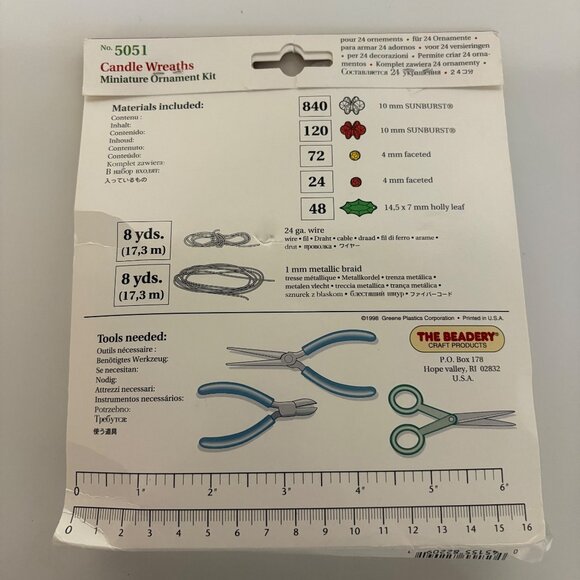 No. 5051
Candle Wreaths
Miniature Ornament Kit
pour 24 ornements • für 24 Ornamente •
para armar 24 adornos • voor 24 versieringen
• per 24 decorazioni • Permite criar 24 orna-
mentos • Komplet zawiera 24 ornamenty •
Составляется 24 украшения • 24コ分
Materials included:
Contenu :
Inhalt:
Contenido:
Inhoud:
Contenuto:
Conteúdo:
Komplet zawiera:
В набор входят:
入っているもの
840 10 mm SUNBURST®
120 10 mm SUNBURST®
72 4 mm faceted
24 4 mm faceted
48 14,5 x 7 mm holly leaf
8 yds.
(17,3 m)
24 ga. wire
wire • fil • Draht • cable • draad • fil di ferro • arame •
drut • проволка • ワイヤー
8 yds.
(17,3 m)
1 mm metallic braid
tresse métallique • Metallkordel • trenza metálica •
metalen vlecht • treccia metallica • trança metálica •
sznurek z blaskom • блестящий шнур • ファイバーコード
©1998 Greene Plastics Corporation • Printed in U.S.A.
Tools needed:
Outils nécessaire :
Benötigtes Werkzeug:
Se necesitan:
Nodig:
Attrezzi necessari:
Instrumentos necessários:
Potrzebno:
Требутся:
使う道具
THE BEADERY®
CRAFT PRODUCTS
P.O. Box 178
Hope valley, RI 02832
U.S.A.
0 1" 2" 3" 4" 5" 6"
0 1 2 3 4 5 6 7 8 9 10 11 12 13 14 15 16